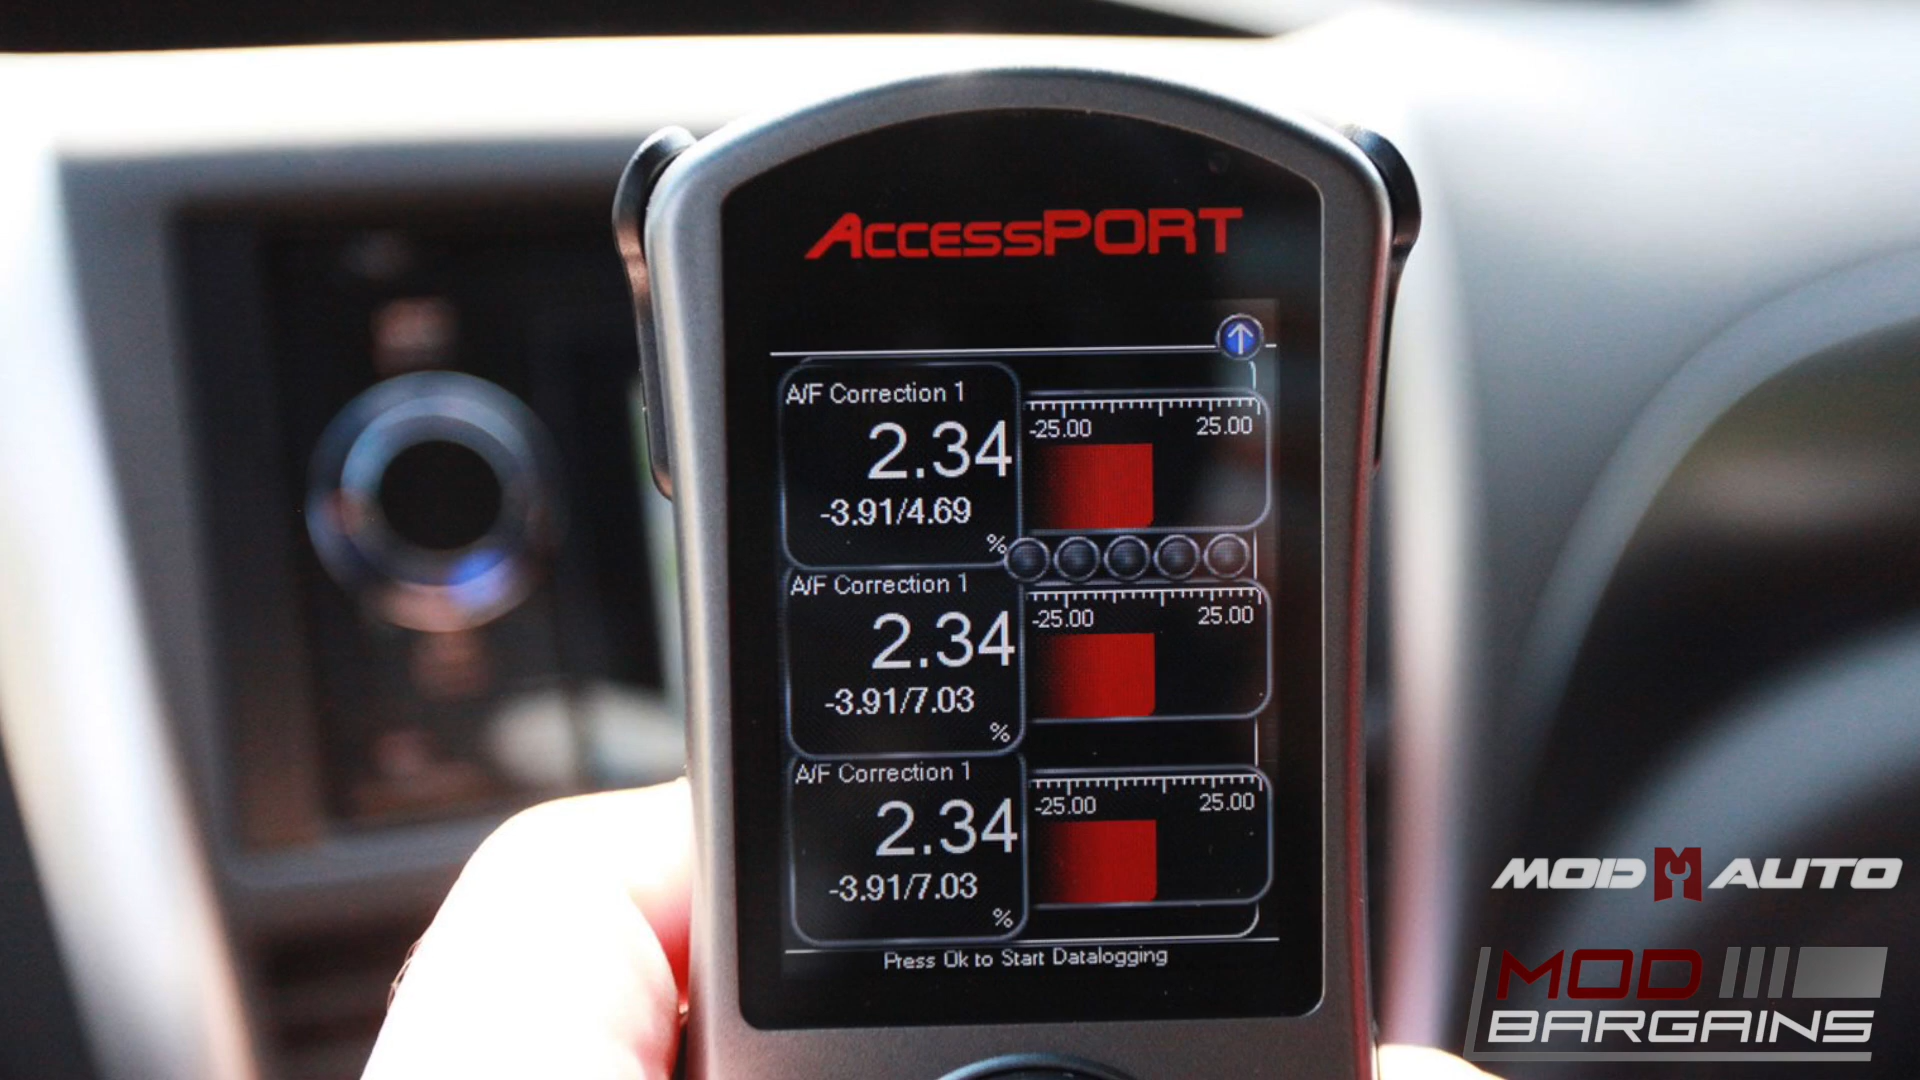 AccessPORT
A/F Correction 1
2.34
-3.91/4.69
%
-25.00 25.00
A/F Correction 1
2.34
-3.91/7.03
%
-25.00 25.00
A/F Correction 1
2.34
-3.91/7.03
%
-25.00 25.00
Press Ok to Start Datalogging
MOD AUTO
MOD
BARGAINS